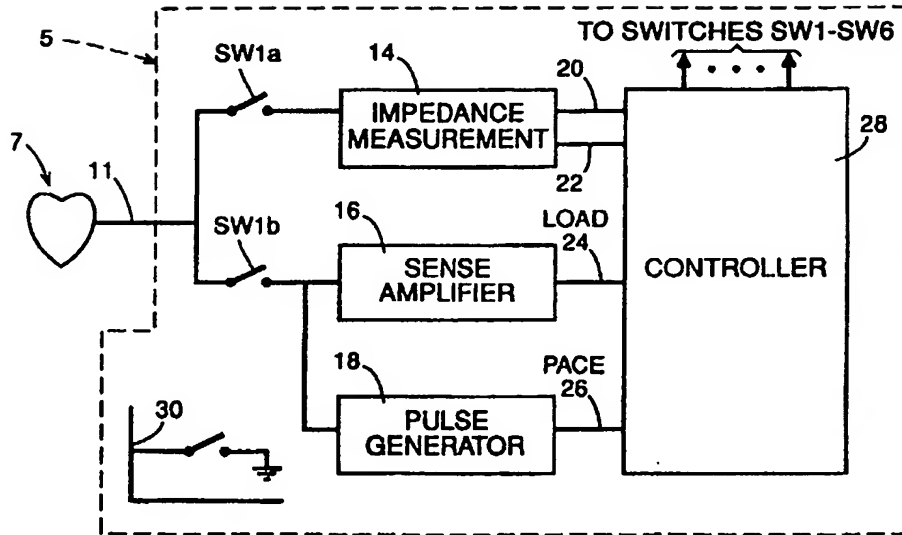 5
TO SWITCHES SW1-SW6
SW1a
14
20
IMPEDANCE
MEASUREMENT
28
7
11
22
SW1b
16
LOAD
24
SENSE
AMPLIFIER
CONTROLLER
18
PACE
26
30
PULSE
GENERATOR